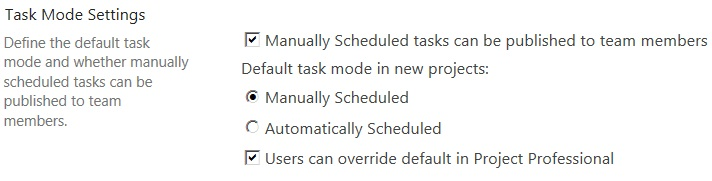 Task Mode Settings
Define the default task
mode and whether manually
scheduled tasks can be
published to team
members.
Manually Scheduled tasks can be published to team members
Default task mode in new projects:
Manually Scheduled
Automatically Scheduled
Users can override default in Project Professional